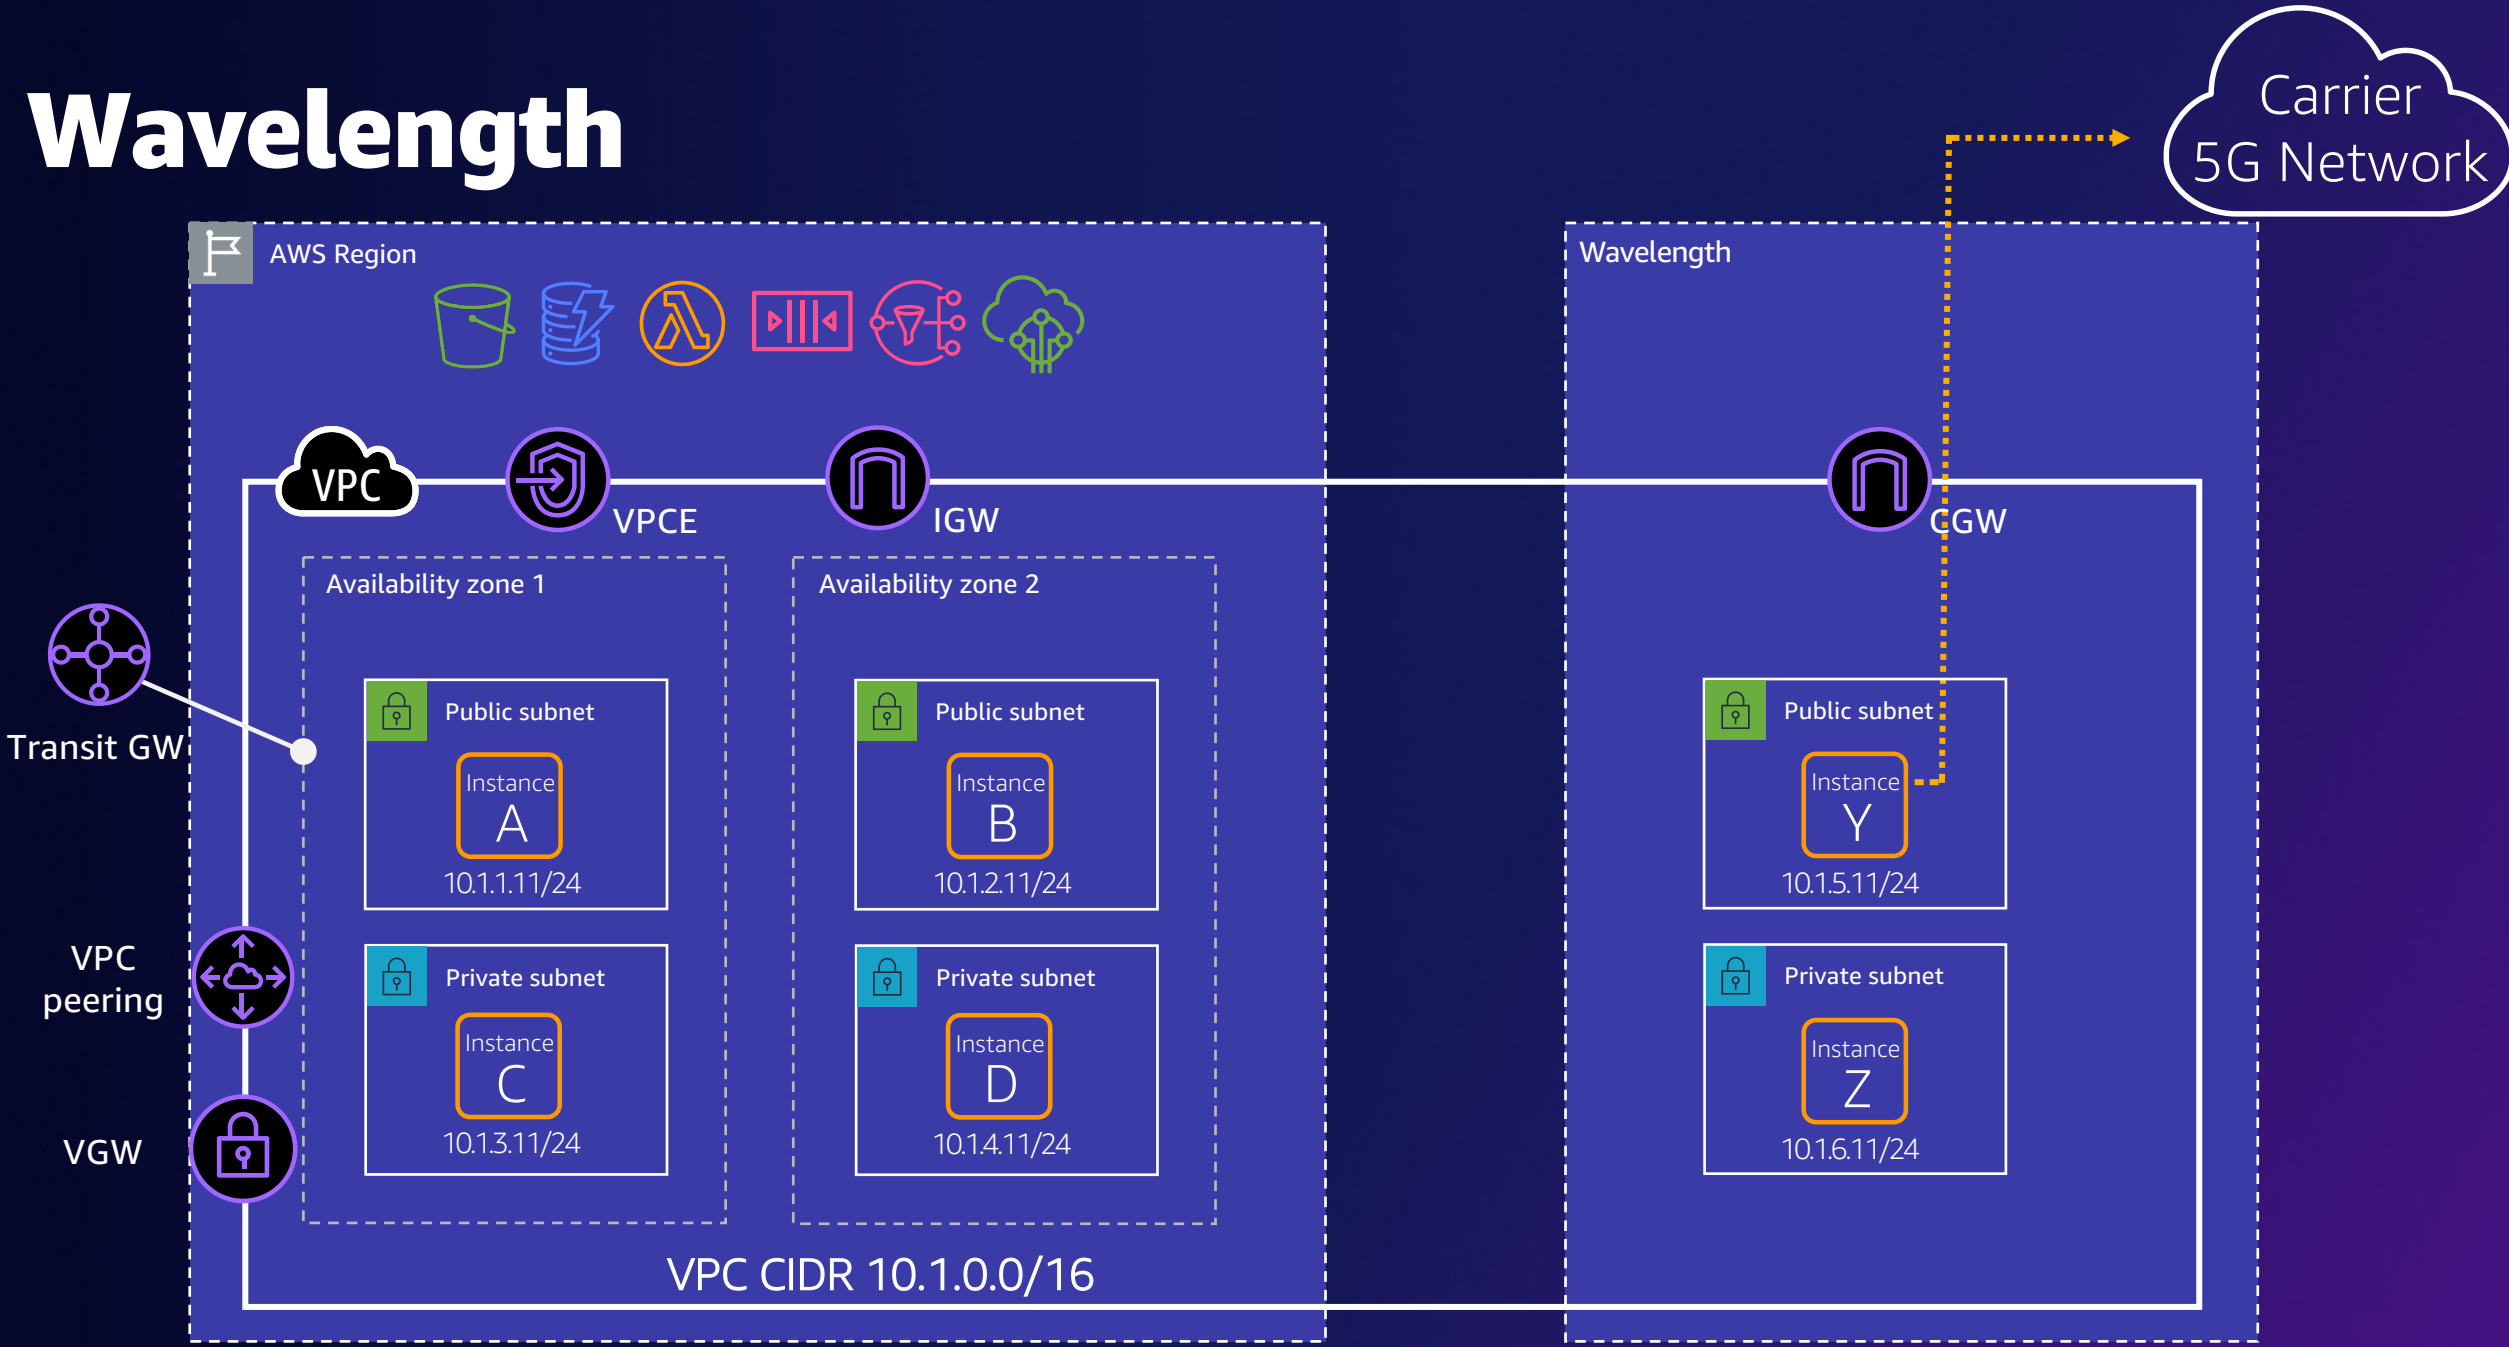 Wavelength
Carrier
5G Network
AWS Region
Wavelength
VPC
VPCE
IGW
CGW
Availability zone 1
Availability zone 2
Transit GW
Public subnet
Instance
A
10.1.1.11/24
Public subnet
Instance
B
10.1.2.11/24
Public subnet
Instance
Y
10.1.5.11/24
VPC
peering
Private subnet
Instance
C
10.1.3.11/24
Private subnet
Instance
D
10.1.4.11/24
Private subnet
Instance
Z
10.1.6.11/24
VGW
VPC CIDR 10.1.0.0/16